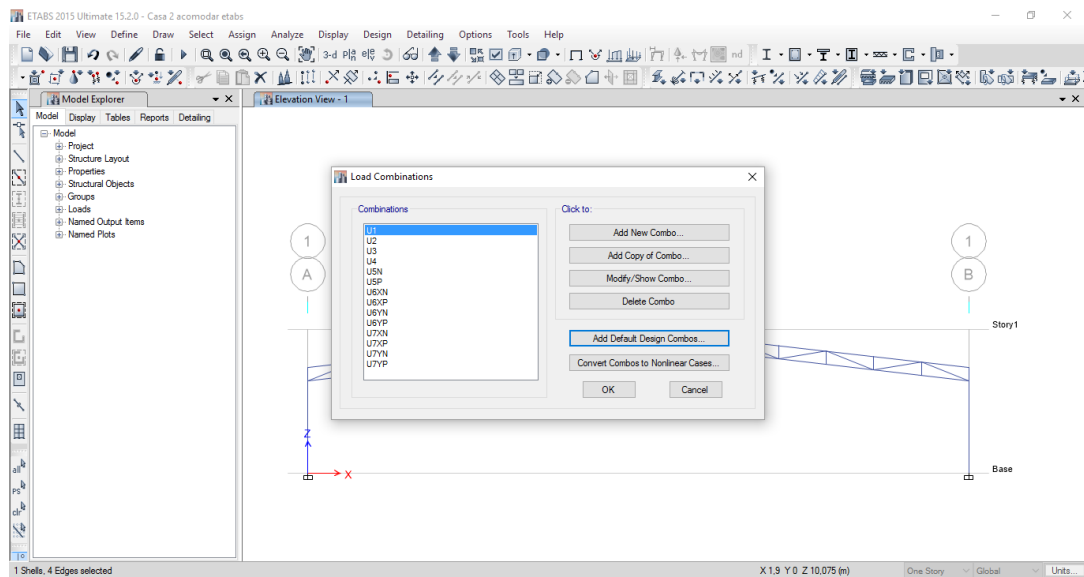 ETABS 2015 Ultimate 15.2.0 - Casa 2 acomodar etabs
File Edit View Define Draw Select Assign Analyze Display Design Detailing Options Tools Help
3-d nd
Model Explorer
Elevation View - 1
Model Display Tables Reports Detailing
Model
Project
Structure Layout
Properties
Structural Objects
Groups
Loads
Named Output Items
Named Plots
all
PS
clr
Load Combinations
Combinations
U1
U2
U3
U4
U5N
U5P
U6XN
U6XP
U6YN
U6YP
U7XN
U7XP
U7YN
U7YP
Click to:
Add New Combo...
Add Copy of Combo...
Modify/Show Combo...
Delete Combo
Add Default Design Combos...
Convert Combos to Nonlinear Cases...
OK Cancel
1 1
A B
Story1
Z
X
Base
1 Shells, 4 Edges selected X 1,9 Y 0 Z 10,075 (m) One Story Global Units...